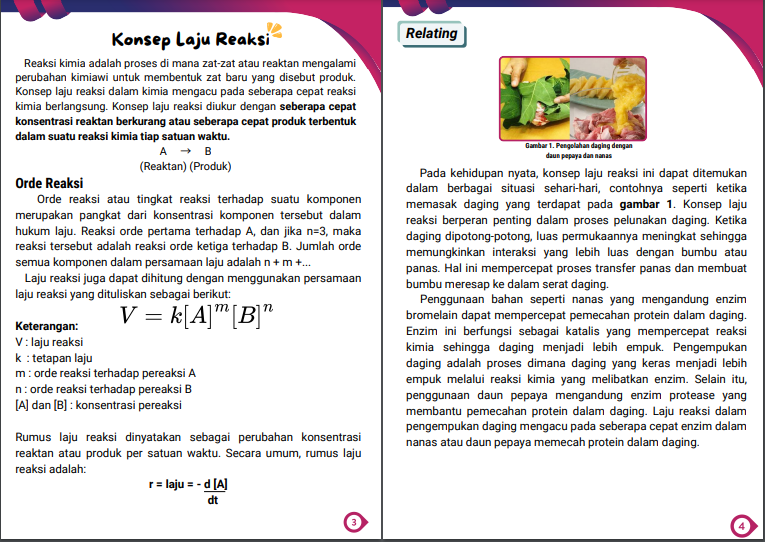 Konsep Laju Reaksi
Reaksi kimia adalah proses di mana zat-zat atau reaktan mengalami
perubahan kimiawi untuk membentuk zat baru yang disebut produk.
Konsep laju reaksi dalam kimia mengacu pada seberapa cepat reaksi
kimia berlangsung. Konsep laju reaksi diukur dengan seberapa cepat
konsentrasi reaktan berkurang atau seberapa cepat produk terbentuk
dalam suatu reaksi kimia tiap satuan waktu.
A → B
(Reaktan) (Produk)
Orde Reaksi
Orde reaksi atau tingkat reaksi terhadap suatu komponen
merupakan pangkat dari konsentrasi komponen tersebut dalam
hukum laju. Reaksi orde pertama terhadap A, dan jika n=3, maka
reaksi tersebut adalah reaksi orde ketiga terhadap B. Jumlah orde
semua komponen dalam persamaan laju adalah n + m +...
Laju reaksi juga dapat dihitung dengan menggunakan persamaan
laju reaksi yang dituliskan sebagai berikut:
V = k[A]^m[B]^n
Keterangan:
V : laju reaksi
k : tetapan laju
m : orde reaksi terhadap pereaksi A
n : orde reaksi terhadap pereaksi B
[A] dan [B] : konsentrasi pereaksi
Rumus laju reaksi dinyatakan sebagai perubahan konsentrasi
reaktan atau produk per satuan waktu. Secara umum, rumus laju
reaksi adalah:
r = laju = - d [A]
dt
3
Relating
Gambar 1. Pengolahan daging dengan
daun pepaya dan nanas
Pada kehidupan nyata, konsep laju reaksi ini dapat ditemukan
dalam berbagai situasi sehari-hari, contohnya seperti ketika
memasak daging yang terdapat pada gambar 1. Konsep laju
reaksi berperan penting dalam proses pelunakan daging. Ketika
daging dipotong-potong, luas permukaannya meningkat sehingga
memungkinkan interaksi yang lebih luas dengan bumbu atau
panas. Hal ini mempercepat proses transfer panas dan membuat
bumbu meresap ke dalam serat daging.
Penggunaan bahan seperti nanas yang mengandung enzim
bromelain dapat mempercepat pemecahan protein dalam daging.
Enzim ini berfungsi sebagai katalis yang mempercepat reaksi
kimia sehingga daging menjadi lebih empuk. Pengempukan
daging adalah proses dimana daging yang keras menjadi lebih
empuk melalui reaksi kimia yang melibatkan enzim. Selain itu,
penggunaan daun pepaya mengandung enzim protease yang
membantu pemecahan protein dalam daging. Laju reaksi dalam
pengempukan daging mengacu pada seberapa cepat enzim dalam
nanas atau daun pepaya memecah protein dalam daging.
4